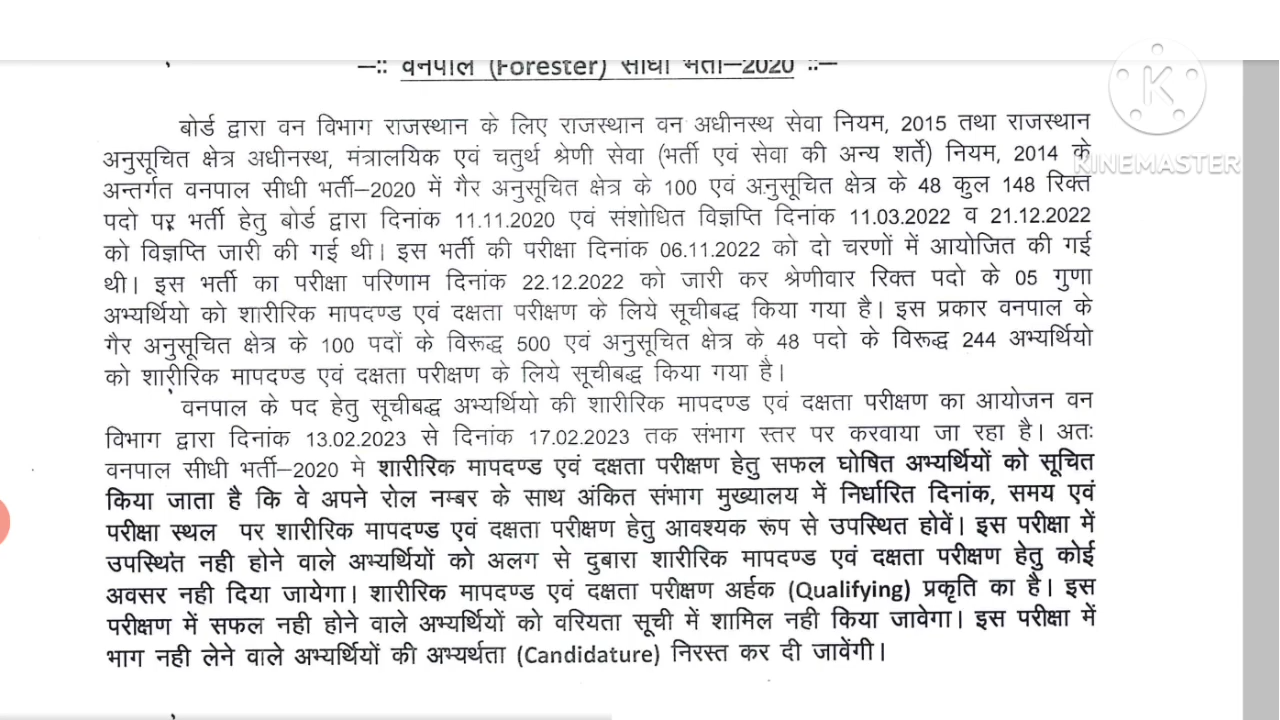 —:: वनपाल (Forester) सीधी भर्ती—2020 ::—
बोर्ड द्वारा वन विभाग राजस्थान के लिए राजस्थान वन अधीनस्थ सेवा नियम, 2015 तथा राजस्थान
अनुसूचित क्षेत्र अधीनस्थ, मंत्रालयिक एवं चतुर्थ श्रेणी सेवा (भर्ती एवं सेवा की अन्य शर्ते) नियम, 2014 के
KINEMASTER
अन्तर्गत वनपाल सीधी भर्ती—2020 में गैर अनुसूचित क्षेत्र के 100 एवं अनुसूचित क्षेत्र के 48 कुल 148 रिक्त
पदो पर भर्ती हेतु बोर्ड द्वारा दिनांक 11.11.2020 एवं संशोधित विज्ञप्ति दिनांक 11.03.2022 व 21.12.2022
को विज्ञप्ति जारी की गई थी। इस भर्ती की परीक्षा दिनांक 06.11.2022 को दो चरणों में आयोजित की गई
थी। इस भर्ती का परीक्षा परिणाम दिनांक 22.12.2022 को जारी कर श्रेणीवार रिक्त पदो के 05 गुणा
अभ्यर्थियो को शारीरिक मापदण्ड एवं दक्षता परीक्षण के लिये सूचीबद्ध किया गया है। इस प्रकार वनपाल के
गैर अनुसूचित क्षेत्र के 100 पदों के विरूद्ध 500 एवं अनुसूचित क्षेत्र के 48 पदो के विरूद्ध 244 अभ्यर्थियो
को शारीरिक मापदण्ड एवं दक्षता परीक्षण के लिये सूचीबद्ध किया गया है।
वनपाल के पद हेतु सूचीबद्ध अभ्यर्थियो की शारीरिक मापदण्ड एवं दक्षता परीक्षण का आयोजन वन
विभाग द्वारा दिनांक 13.02.2023 से दिनांक 17.02.2023 तक संभाग स्तर पर करवाया जा रहा है। अतः
वनपाल सीधी भर्ती—2020 मे शारीरिक मापदण्ड एवं दक्षता परीक्षण हेतु सफल घोषित अभ्यर्थियों को सूचित
किया जाता है कि वे अपने रोल नम्बर के साथ अंकित संभाग मुख्यालय में निर्धारित दिनांक, समय एवं
परीक्षा स्थल पर शारीरिक मापदण्ड एवं दक्षता परीक्षण हेतु आवश्यक रूप से उपस्थित होवें। इस परीक्षा में
उपस्थित नही होने वाले अभ्यर्थियों को अलग से दुबारा शारीरिक मापदण्ड एवं दक्षता परीक्षण हेतु कोई
अवसर नही दिया जायेगा। शारीरिक मापदण्ड एवं दक्षता परीक्षण अर्हक (Qualifying) प्रकृति का है। इस
परीक्षण में सफल नही होने वाले अभ्यर्थियों को वरियता सूची में शामिल नही किया जावेगा। इस परीक्षा में
भाग नही लेने वाले अभ्यर्थियों की अभ्यर्थता (Candidature) निरस्त कर दी जावेंगी।